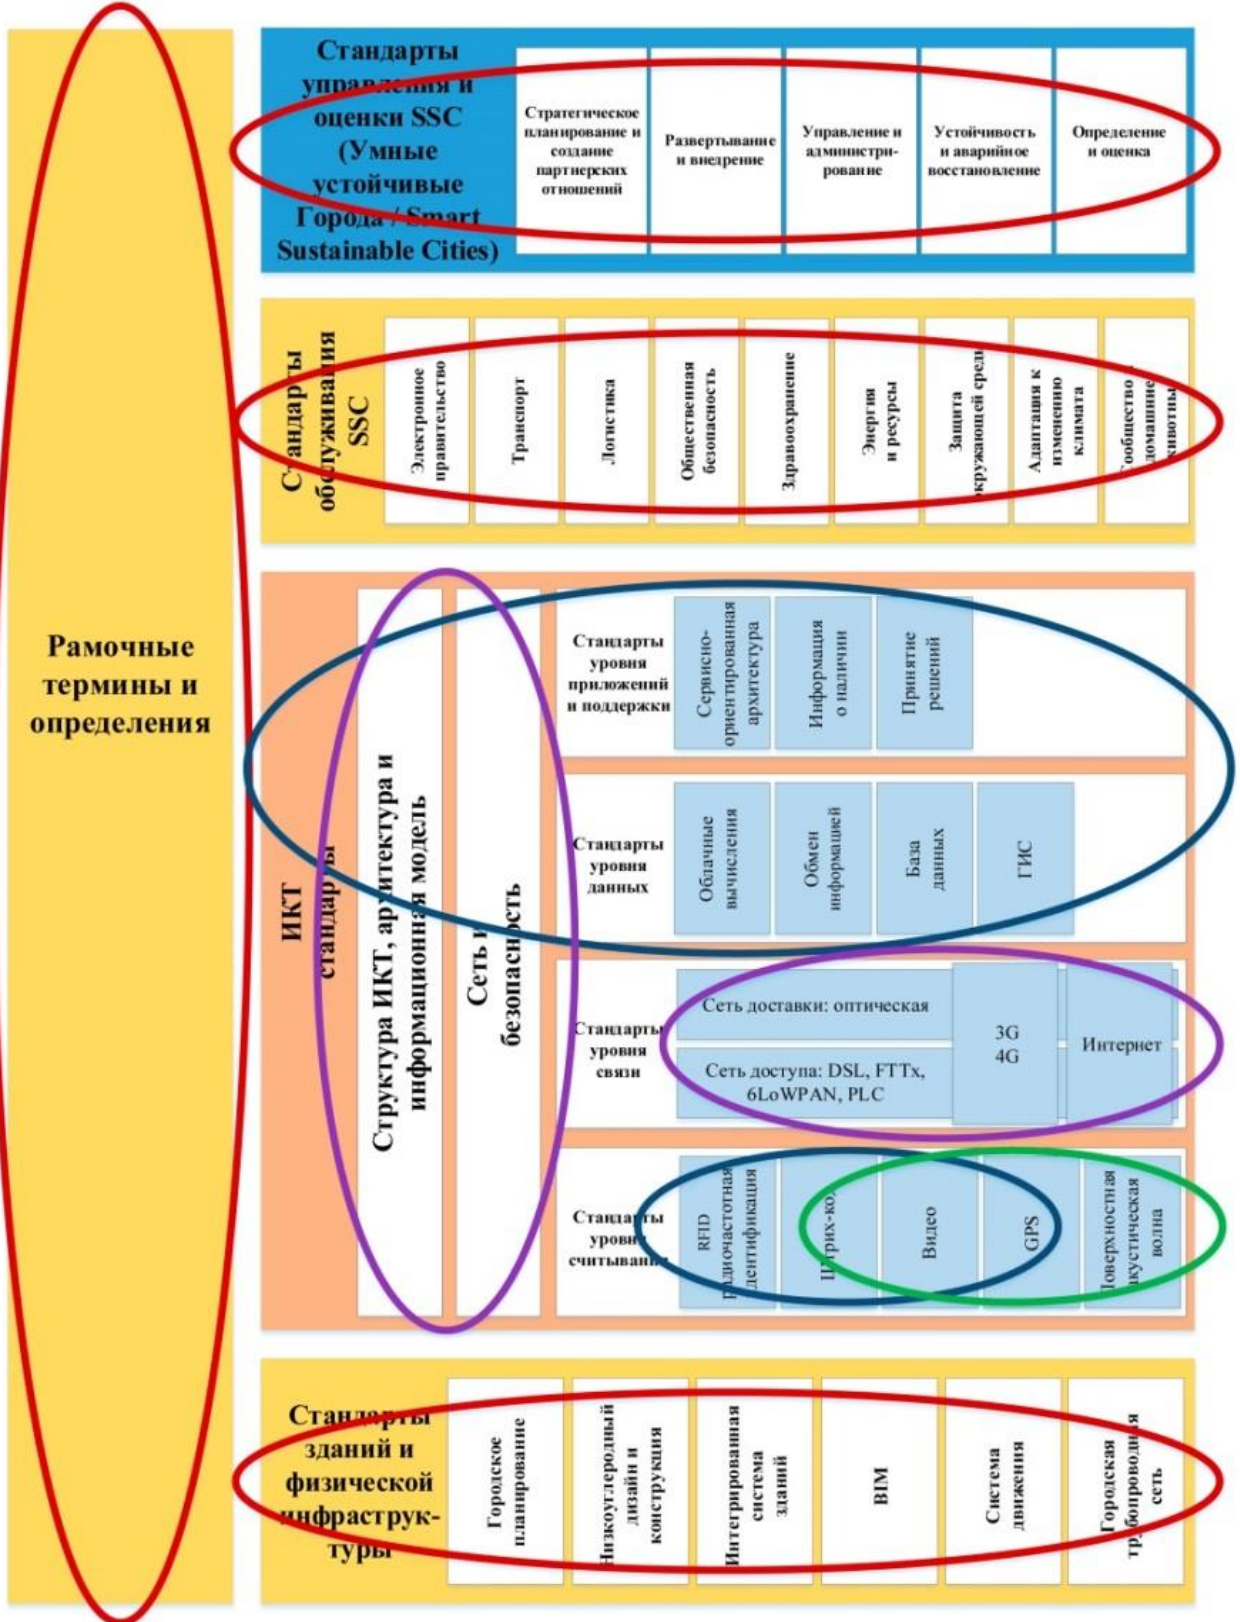 Рамочные
термины и
определения
Стандарты
управления и
оценки SSC
(Умные
устойчивые
Города / Smart
Sustainable Cities)
Стратегическое
планирование и
создание
партнерских
отношений
Развертывание
и внедрение
Управление и
администри-
рование
Устойчивость
и аварийное
восстановление
Определение
и оценка
Стандарты
обслуживания
SSC
Электронное
правительство
Транспорт
Логистика
Общественная
безопасность
Здравоохранение
Энергия
и ресурсы
Защита
окружающей среды
Адаптации к
изменению
климата
Сообщество и
домашние
животные
ИКТ
стандарты
Структура ИКТ, архитектура и
информационная модель
Сеть и
безопасность
Стандарты
уровня
приложений
и поддержки
Сервисно-
ориентированная
архитектура
Информация
о наличии
Принятие
решений
Стандарты
уровня
данных
Облачные
вычисления
Обмен
информацией
База
данных
ГИС
Стандарты
уровня
связи
Сеть доставки: оптическая
Сеть доступа: DSL, FTTx,
6LoWPAN, PLC
3G
4G
Интернет
Стандарты
уровня
считывания
RFID
радиочастотная
идентификация
Штрих-код
Видео
GPS
Поверхностная
акустическая
волна
Стандарты
зданий и
физической
инфраструк-
туры
Городское
планирование
Низкоуглеродный
дизайн и
конструкция
Интегрированная
система
зданий
BIM
Система
движения
Городская
трубопроводная
сеть